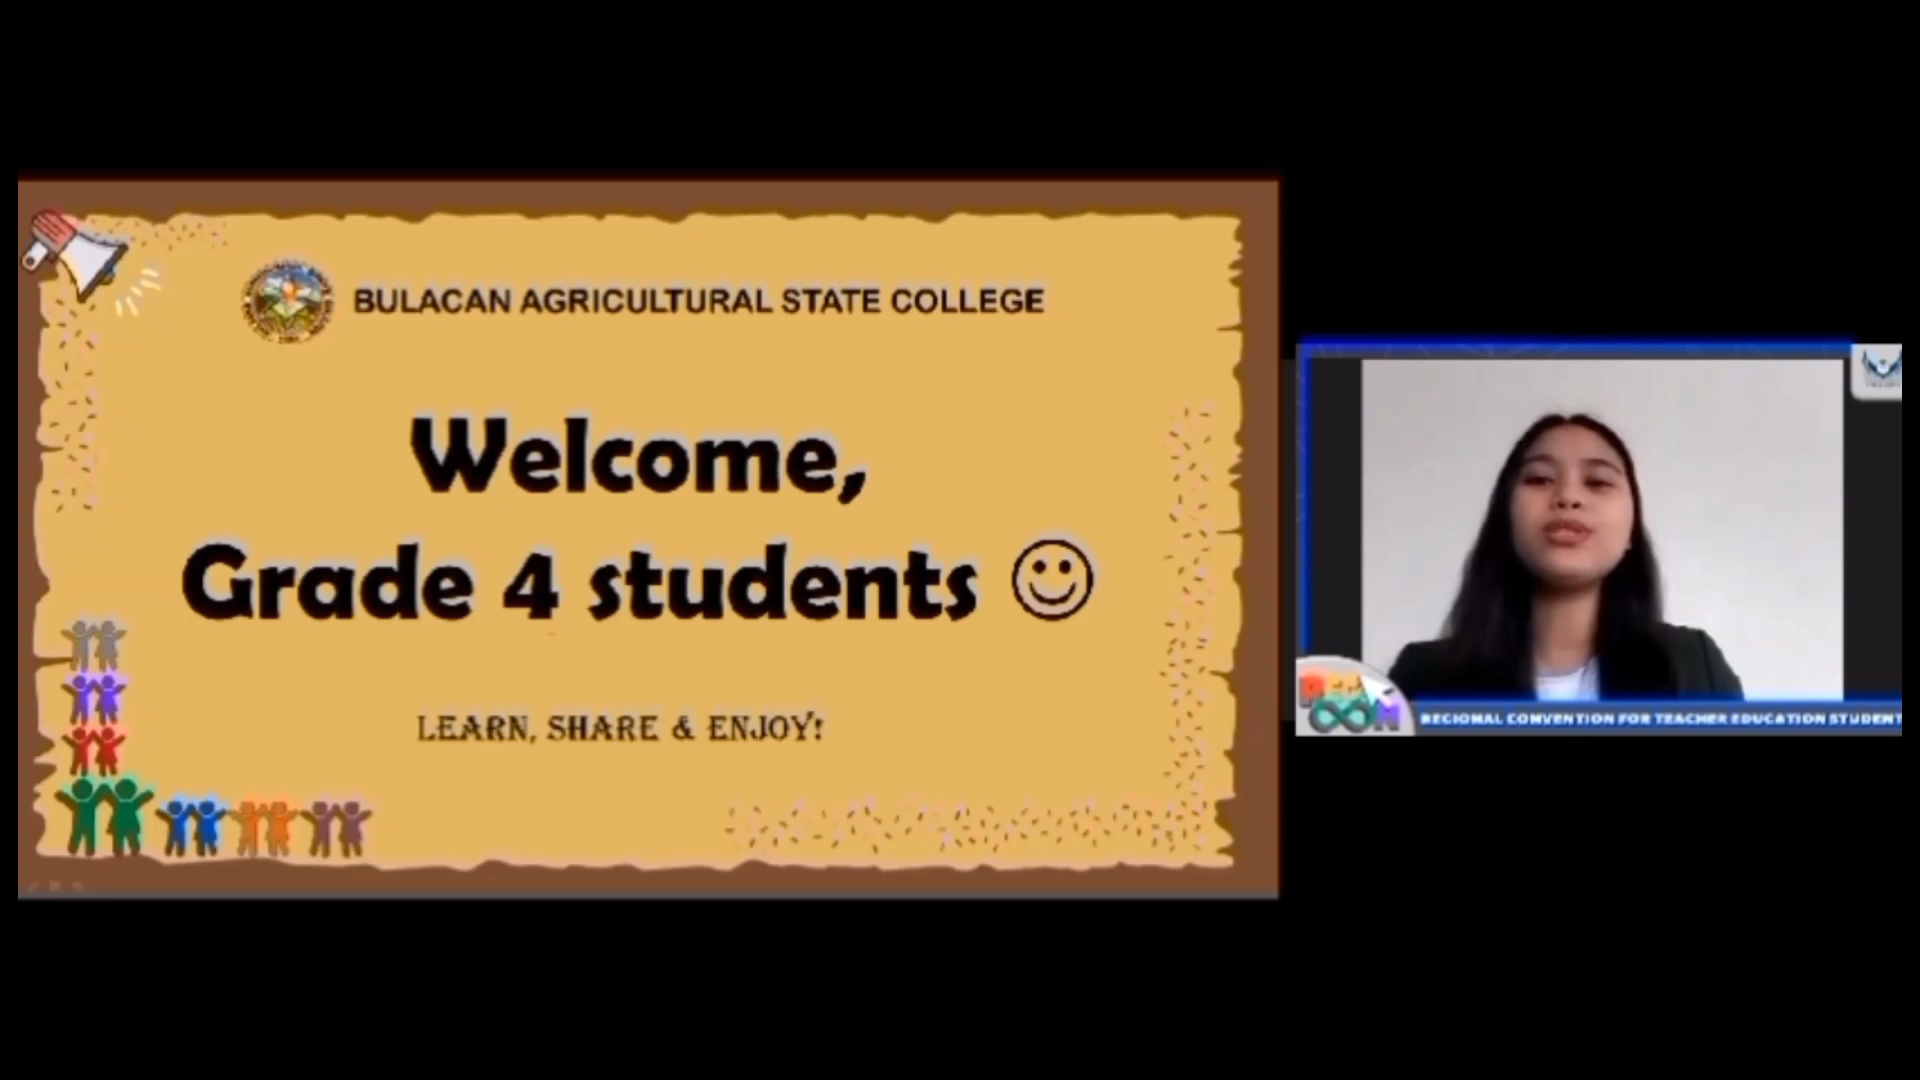 BULACAN AGRICULTURAL STATE COLLEGE
Welcome,
Grade 4 students
LEARN, SHARE & ENJOY!
REGIONAL CONVENTION FOR TEACHER EDUCATION STUDENT